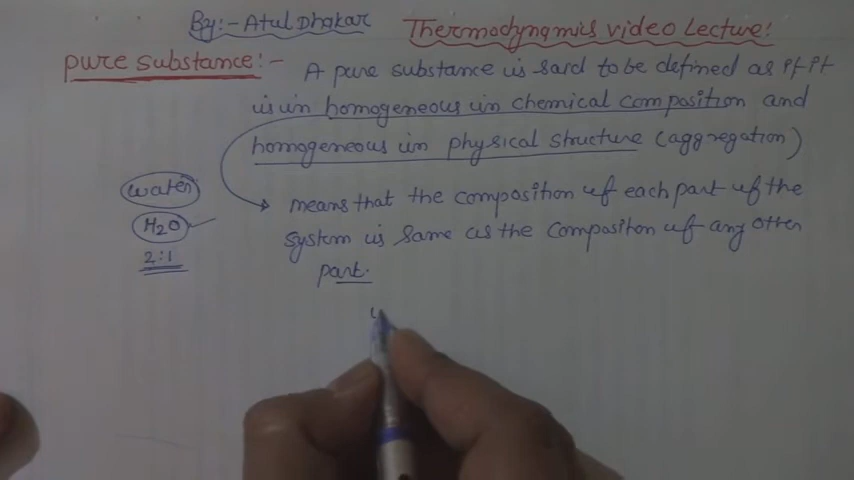 By:- Atul Dhakar Thermodynamics video Lecture:
pure substance:- A pure substance is said to be defined as if it
is in homogeneous in chemical composition and
homogeneous in physical structure (aggregation)
water
means that the composition of each part of the
H2O
system is same as the composition of any other
2:1
part.